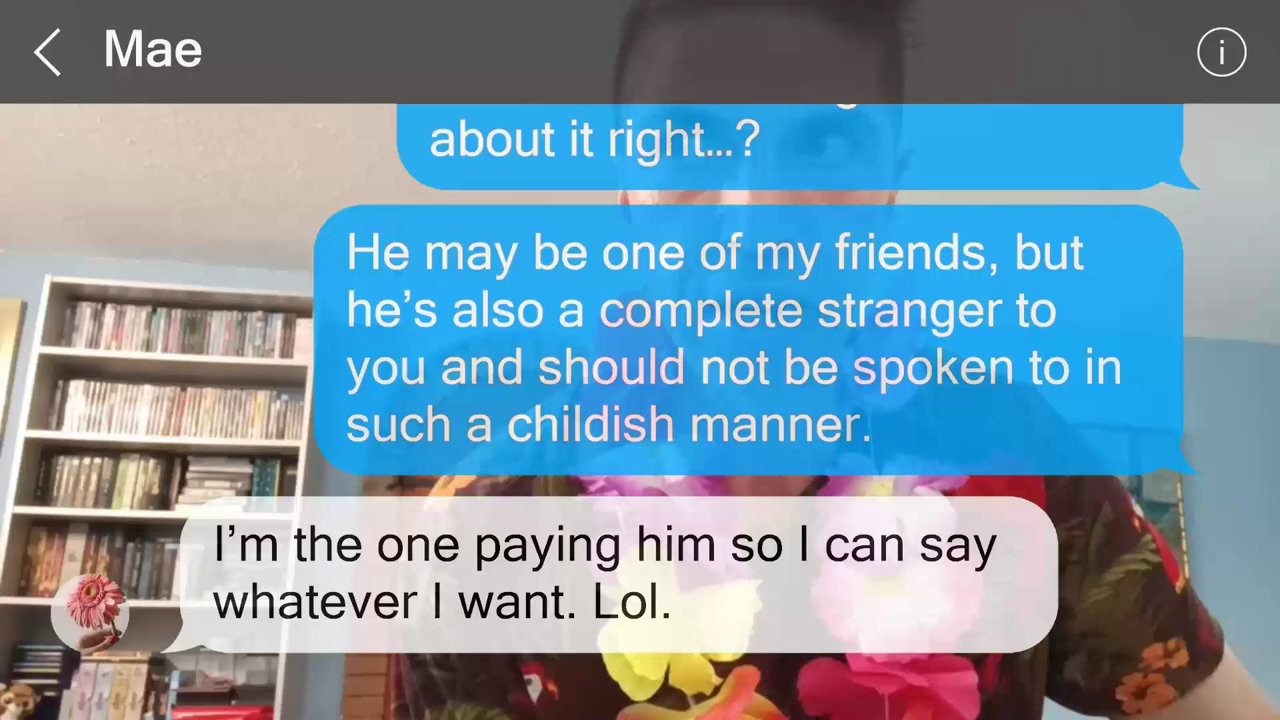 Mae
about it right…?
He may be one of my friends, but
he’s also a complete stranger to
you and should not be spoken to in
such a childish manner.
I’m the one paying him so I can say
whatever I want. Lol.